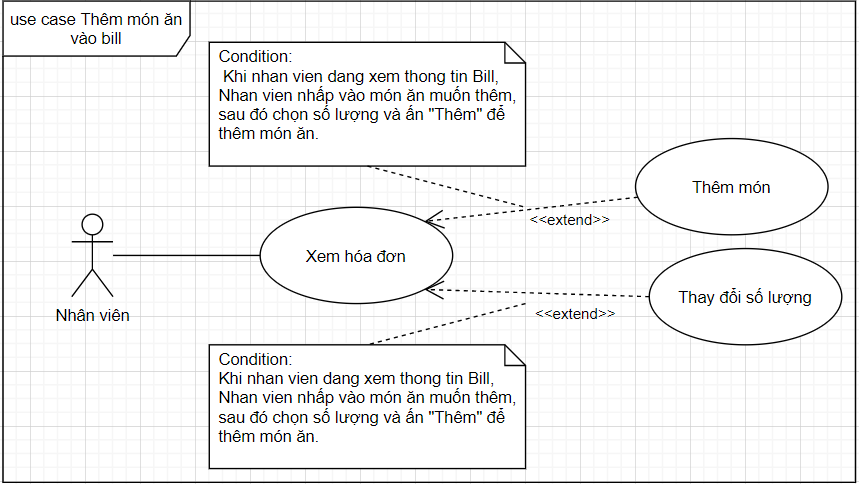 use case Thêm món ăn
vào bill
Condition:
Khi nhan vien dang xem thong tin Bill,
Nhan vien nhấp vào món ăn muốn thêm,
sau đó chọn số lượng và ấn "Thêm" để
thêm món ăn.
Thêm món
<<extend>>
Xem hóa đơn
Nhân viên
Thay đổi số lượng
<<extend>>
Condition:
Khi nhan vien dang xem thong tin Bill,
Nhan vien nhấp vào món ăn muốn thêm,
sau đó chọn số lượng và ấn "Thêm" để
thêm món ăn.